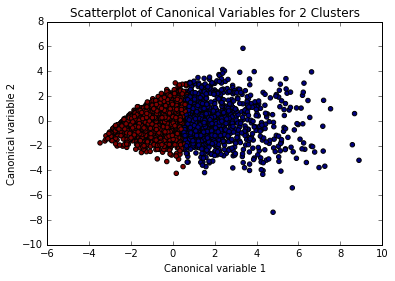 Scatterplot of Canonical Variables for 2 Clusters
8
6
4
2
0
−2
−4
−6
−8
−10
Canonical variable 2
−6 −4 −2 0 2 4 6 8 10
Canonical variable 1